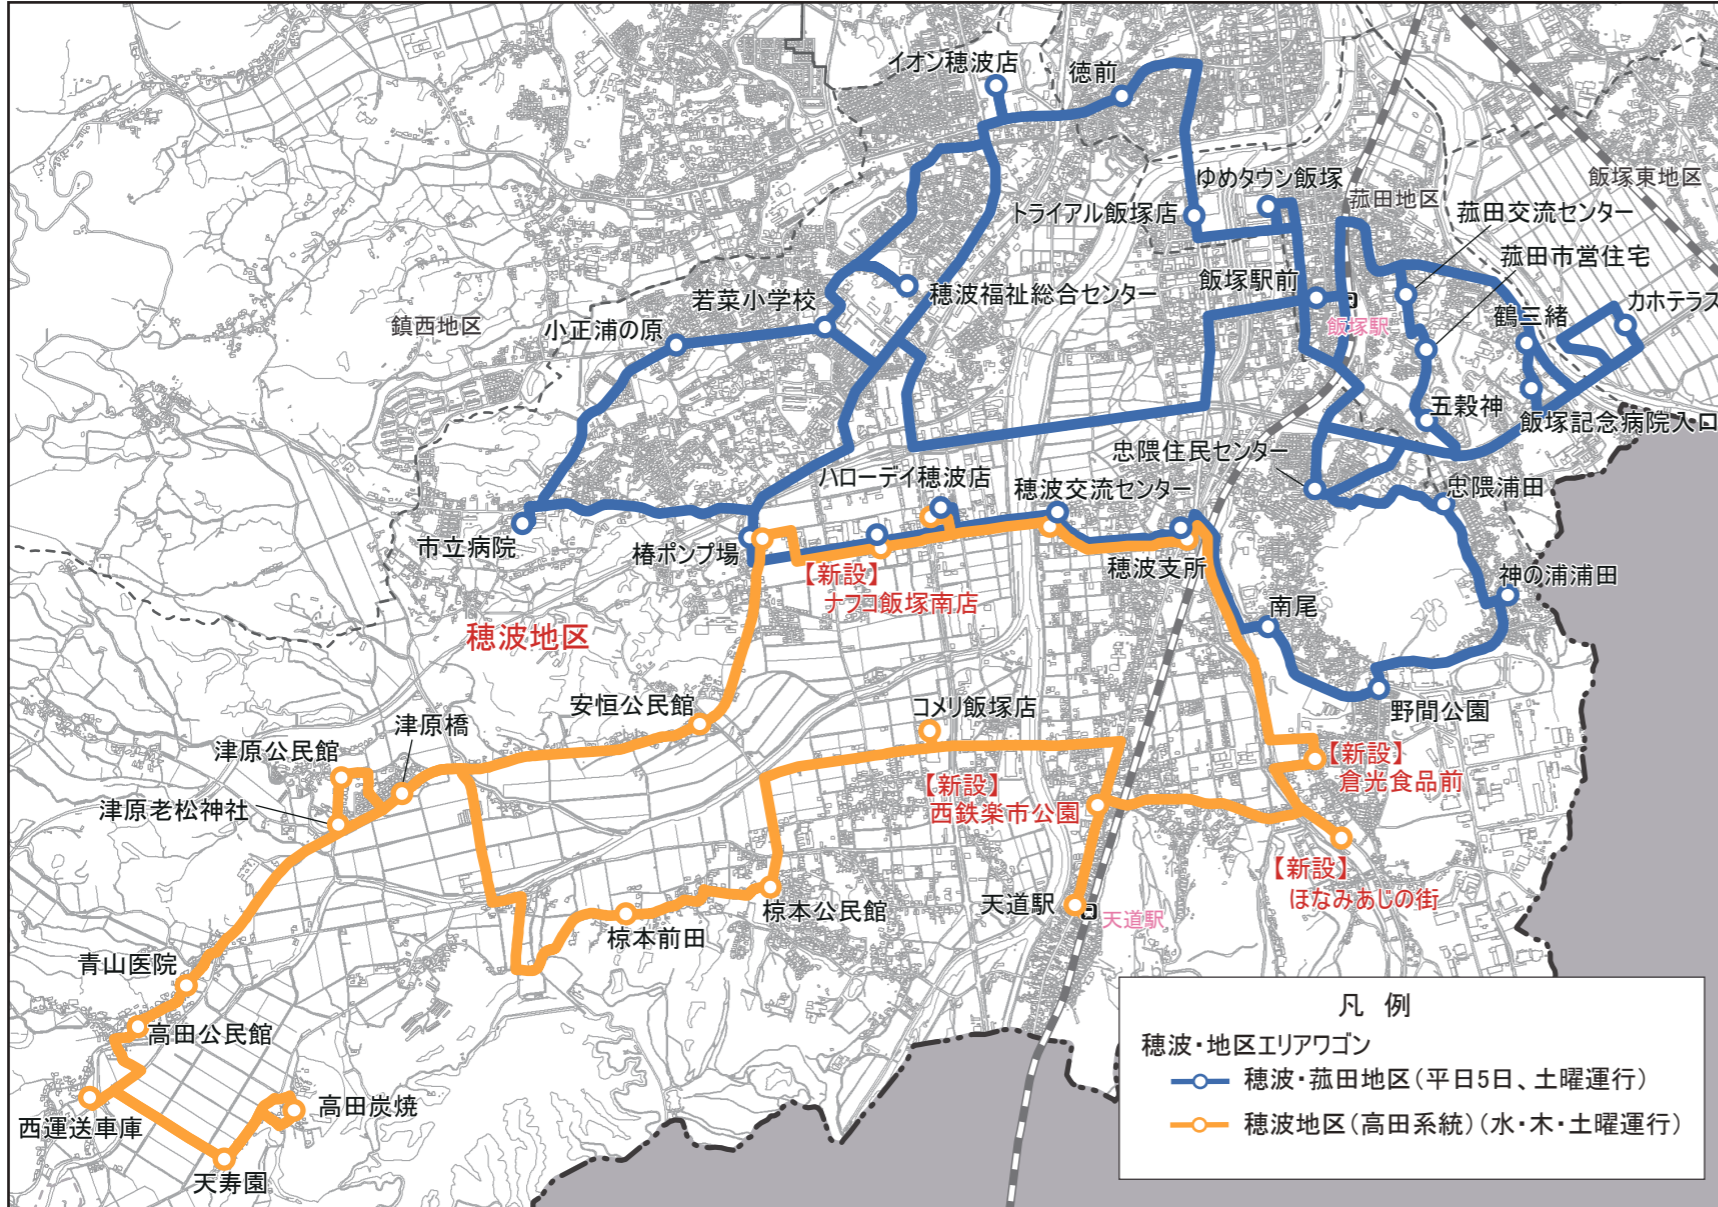 イオン穂波店
徳前
ゆめタウン飯塚
飯塚東地区
菰田地区
トライアル飯塚店
菰田交流センター
菰田市営住宅
飯塚駅前
穂波福祉総合センター
カホテラス
若菜小学校
鶴三緒
鎮西地区
小正浦の原
飯塚駅
五穀神
飯塚記念病院入口
忠隈住民センター
ハローデイ穂波店
穂波交流センター
忠隈浦田
市立病院
椿ポンプ場
穂波支所
【新設】
ナフコ飯塚南店
神の浦浦田
南尾
穂波地区
安恒公民館
コメリ飯塚店
野間公園
津原橋
津原公民館
【新設】
倉光食品前
【新設】
西鉄楽市公園
津原老松神社
【新設】
ほなみあじの街
天道駅
天道駅
椋本公民館
椋本前田
青山医院
高田公民館
高田炭焼
西運送車庫
天寿園
凡 例
穂波・地区エリアワゴン
穂波・菰田地区(平日5日、土曜運行)
穂波地区(高田系統)(水・木・土曜運行)